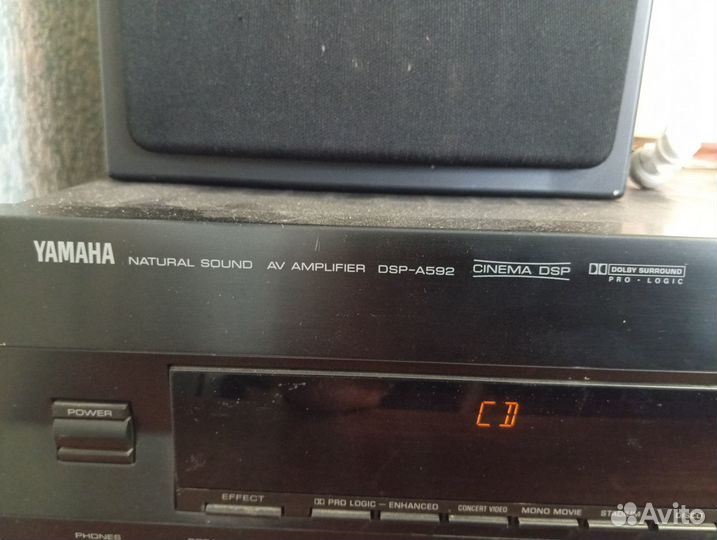 YAMAHA NATURAL SOUND AV AMPLIFIER DSP-A592 CINEMA DSP DOLBY SURROUND
PRO · LOGIC
POWER
CD
EFFECT PRO LOGIC — ENHANCED CONCERT VIDEO MONO MOVIE
PHONES
Avito